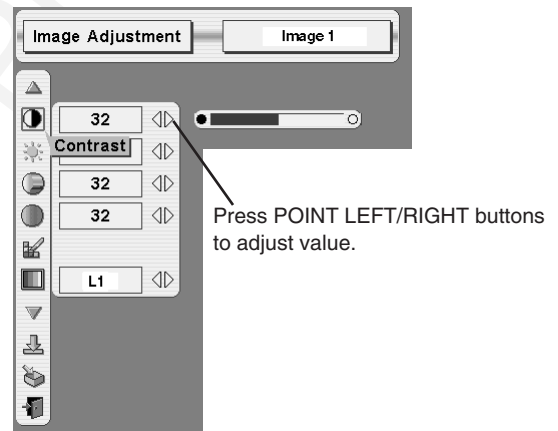 Image Adjustment
Image 1
32
Contrast
32
32
L1
Press POINT LEFT/RIGHT buttons
to adjust value.